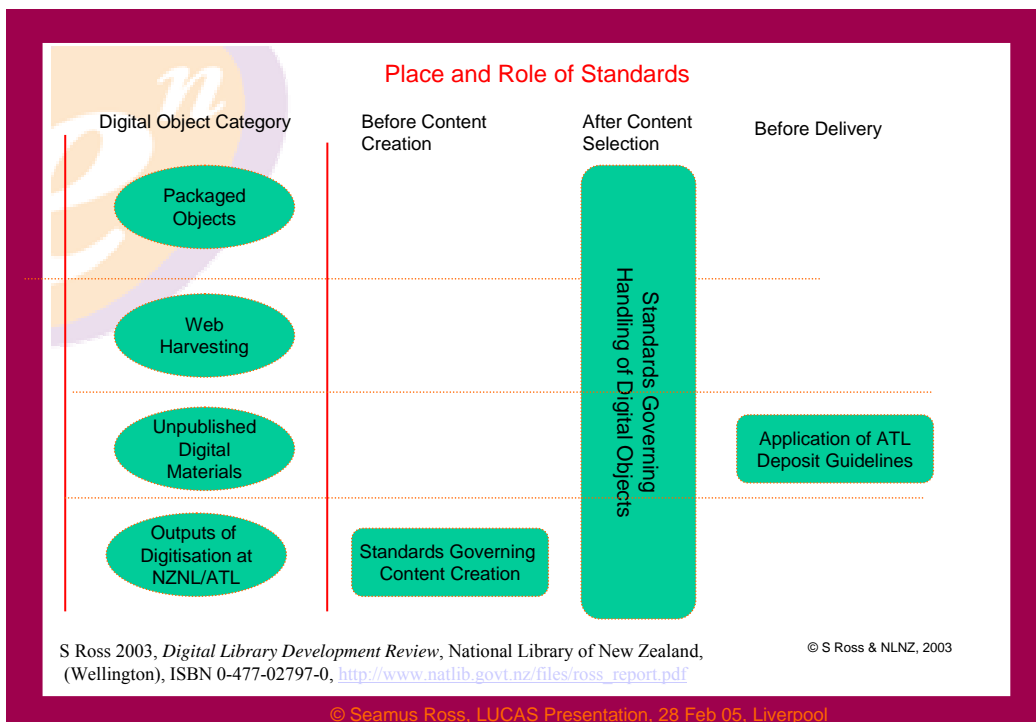 Place and Role of Standards
Digital Object Category
Before Content
Creation
After Content
Selection
Before Delivery
Packaged
Objects
Web
Harvesting
Unpublished
Digital
Materials
Outputs of
Digitisation at
NZNL/ATL
Standards Governing
Content Creation
Standards Governing
Handling of Digital Objects
Application of ATL
Deposit Guidelines
S Ross 2003, Digital Library Development Review, National Library of New Zealand,
(Wellington), ISBN 0-477-02797-0, http://www.natlib.govt.nz/files/ross_report.pdf
© S Ross & NLNZ, 2003
© Seamus Ross, LUCAS Presentation, 28 Feb 05, Liverpool